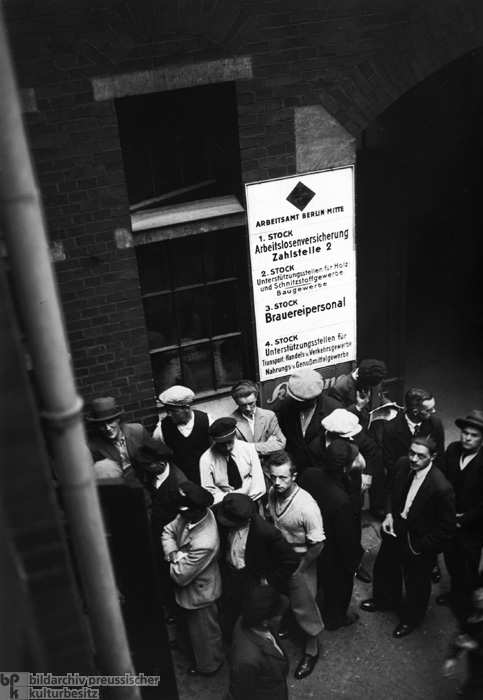 ARBEITSAMT BERLIN-MITTE
1. STOCK
Arbeitslosenversicherung
Zahlstelle 2
2. STOCK
Unterstützungsstellen für Holz
und Schnitzstoffgewerbe
Baugewerbe
3. STOCK
Brauereipersonal
4. STOCK
Unterstützungsstellen für
Transport, Handels u. Verkehrsgewerbe
Nahrungs u. Genußmittelgewerbe
bpk
bildarchiv preussischer
kulturbesitz